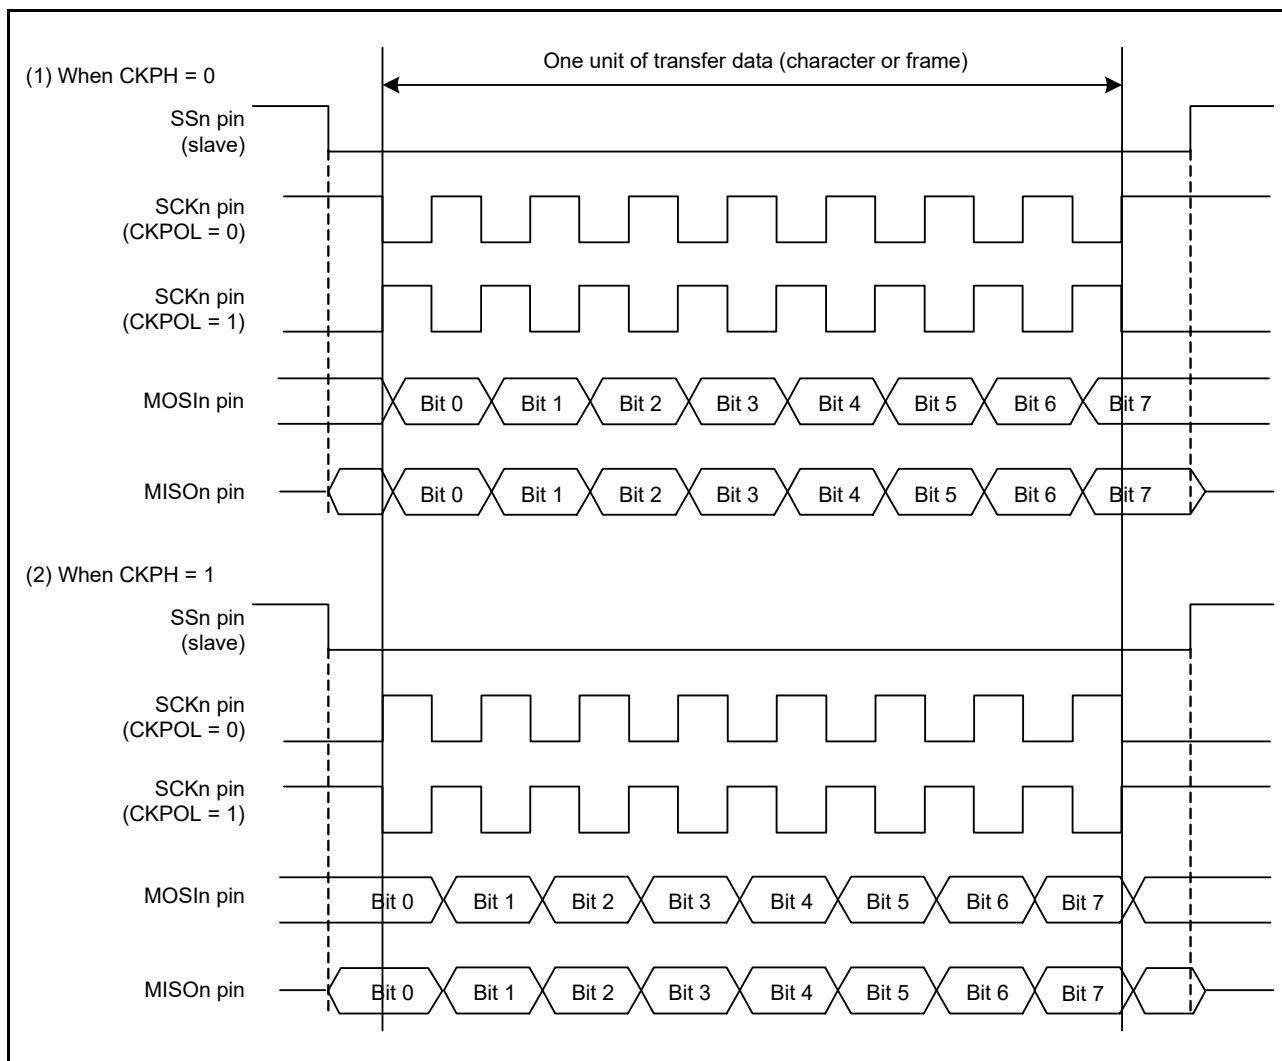 (1) When CKPH = 0
One unit of transfer data (character or frame)
SSn pin
(slave)
SCKn pin
(CKPOL = 0)
SCKn pin
(CKPOL = 1)
MOSIn pin
Bit 0 Bit 1 Bit 2 Bit 3 Bit 4 Bit 5 Bit 6 Bit 7
MISOn pin
Bit 0 Bit 1 Bit 2 Bit 3 Bit 4 Bit 5 Bit 6 Bit 7
(2) When CKPH = 1
SSn pin
(slave)
SCKn pin
(CKPOL = 0)
SCKn pin
(CKPOL = 1)
MOSIn pin
Bit 0 Bit 1 Bit 2 Bit 3 Bit 4 Bit 5 Bit 6 Bit 7
MISOn pin
Bit 0 Bit 1 Bit 2 Bit 3 Bit 4 Bit 5 Bit 6 Bit 7